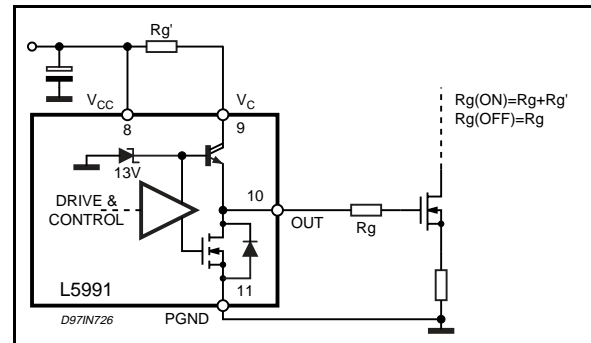 Rg'
VCC
VC
8
9
Rg(ON)=Rg+Rg'
Rg(OFF)=Rg
13V
DRIVE &
CONTROL
10
OUT
Rg
L5991
11
D97IN726
PGND